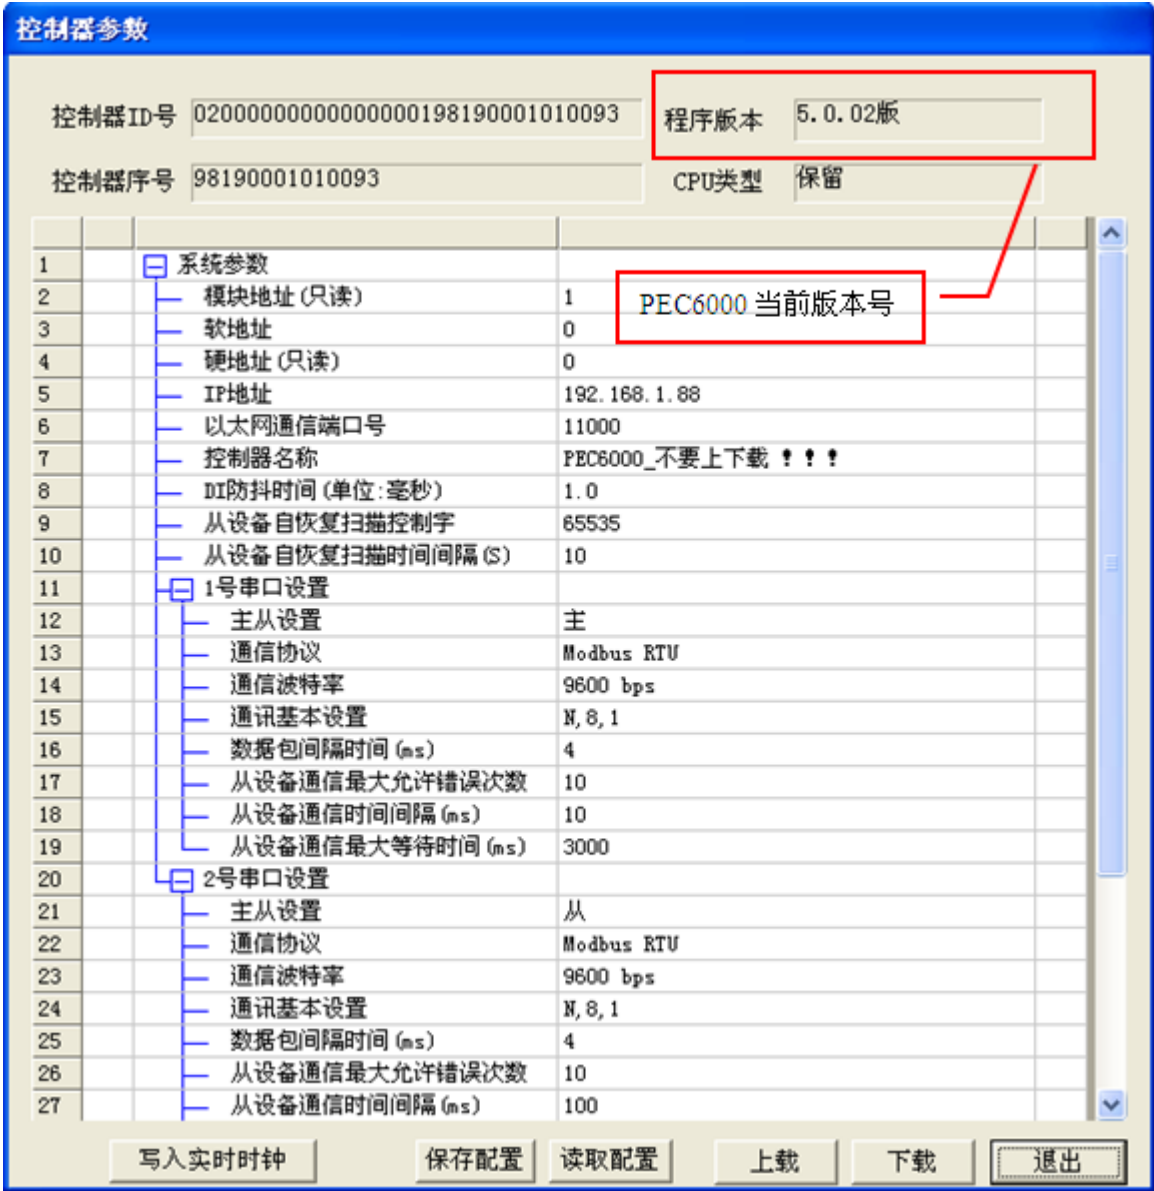 控制器参数
控制器ID号 02000000000000001981900010​10093 程序版本 5.0.02版
控制器序号 98190001010093 CPU类型 保留
1 系统参数
2 模块地址(只读) 1
PEC6000 当前版本号
3 软地址 0
4 硬地址(只读) 0
5 IP地址 192.168.1.88
6 以太网通信端口号 11000
7 控制器名称 PEC6000_不要上下载！！！
8 DI防抖时间(单位:毫秒) 1.0
9 从设备自恢复扫描控制字 65535
10 从设备自恢复扫描时间间隔(S) 10
11 1号串口设置
12 主从设置 主
13 通信协议 Modbus RTU
14 通信波特率 9600 bps
15 通讯基本设置 N,8,1
16 数据包间隔时间(ms) 4
17 从设备通信最大允许错误次数 10
18 从设备通信时间间隔(ms) 10
19 从设备通信最大等待时间(ms) 3000
20 2号串口设置
21 主从设置 从
22 通信协议 Modbus RTU
23 通信波特率 9600 bps
24 通讯基本设置 N,8,1
25 数据包间隔时间(ms) 4
26 从设备通信最大允许错误次数 10
27 从设备通信时间间隔(ms) 100
写入实时时钟 保存配置 读取配置 上载 下载 退出